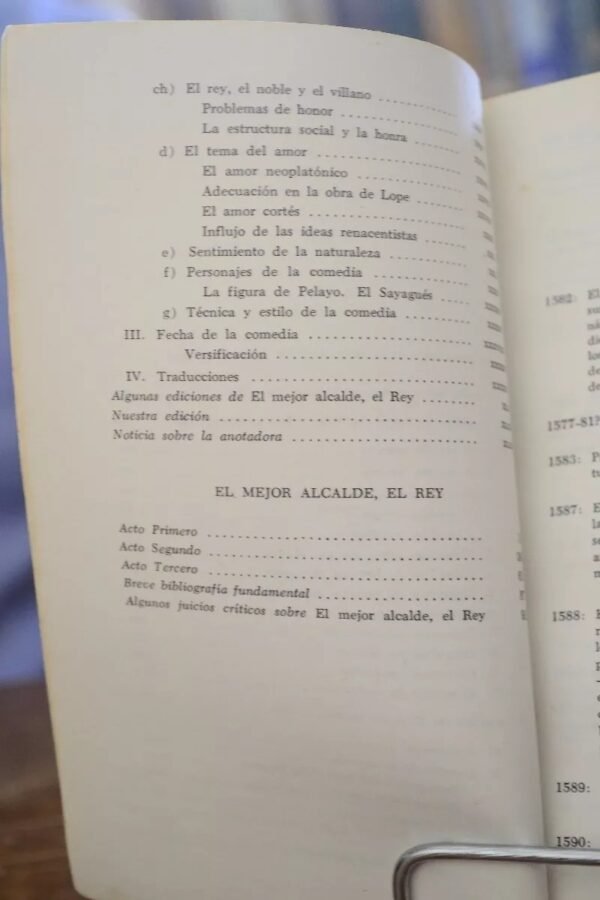 ch) El rey, el noble y el villano
Problemas de honor
La estructura social y la honra
d) El tema del amor
El amor neoplatónico
Adecuación en la obra de Lope
El amor cortés
Influjo de las ideas renacentistas
e) Sentimiento de la naturaleza
f) Personajes de la comedia
La figura de Pelayo. El Sayagués
g) Técnica y estilo de la comedia
III. Fecha de la comedia
Versificación
IV. Traducciones
Algunas ediciones de El mejor alcalde, el Rey
Nuestra edición
Noticia sobre la anotadora
EL MEJOR ALCALDE, EL REY
Acto Primero
Acto Segundo
Acto Tercero
Breve bibliografía fundamental
Algunos juicios críticos sobre El mejor alcalde, el Rey
1562: El
1577-81?
1583: P
1587: E
1588:
1589:
1590: